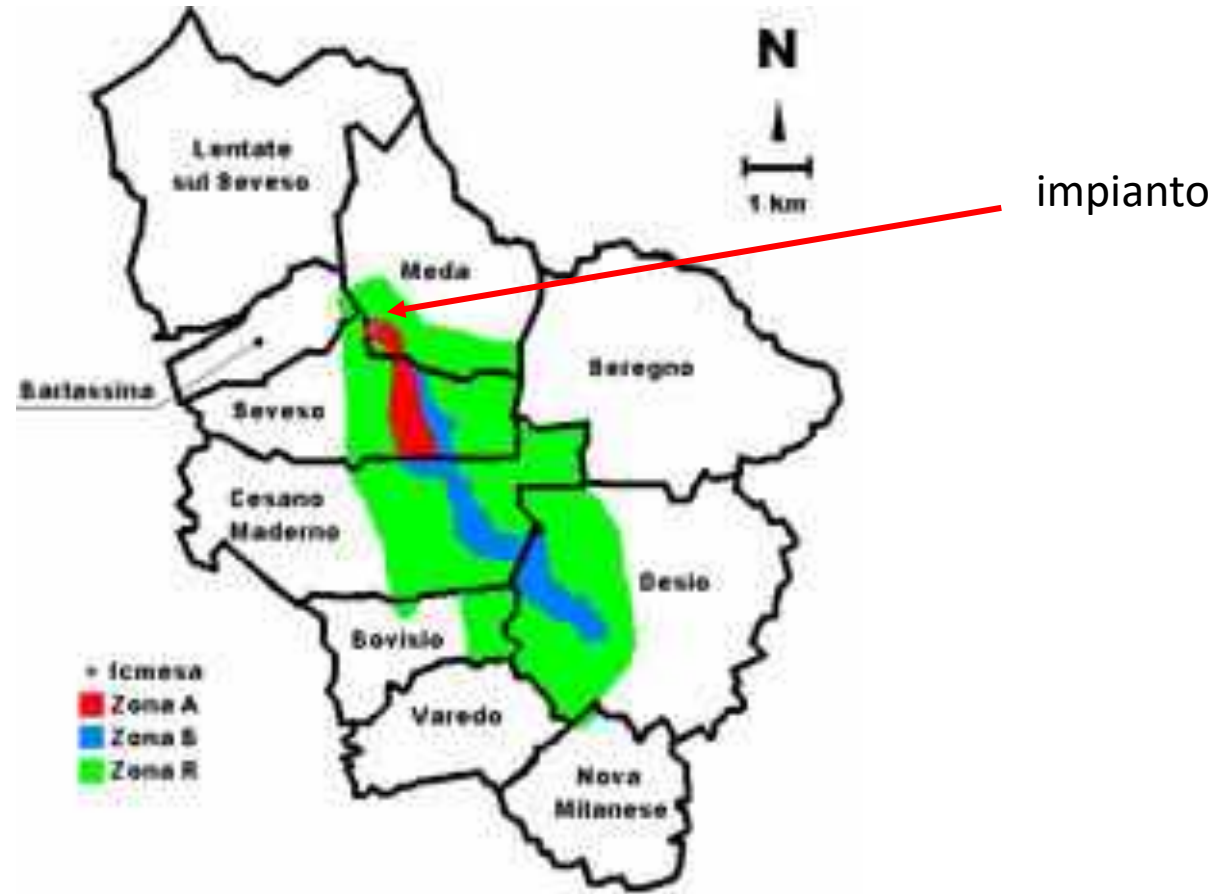 N
1 km
impianto
Lentate
sul Seveso
Meda
Seregno
Barlassina
Seveso
Cesano
Maderno
Desio
Bovisio
Icmesa
Zona A
Zona B
Zona R
Varedo
Nova
Milanese